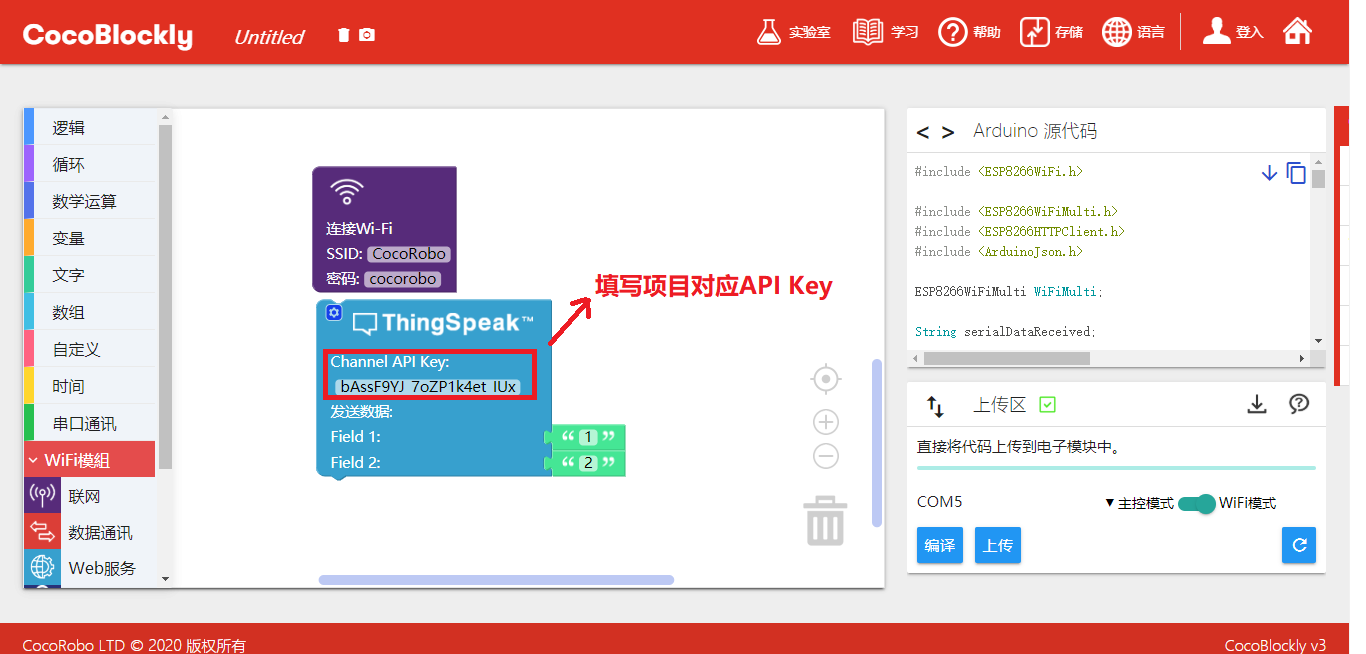 CocoBlockly
Untitled
实验室
学习
帮助
存储
语言
登入
逻辑
循环
数学运算
变量
文字
数组
自定义
时间
串口通讯
WiFi模組
联网
数据通讯
Web服务
连接Wi-Fi
SSID: CocoRobo
密码: cocorobo
填写项目对应API Key
ThingSpeak™
Channel API Key:
bAssF9YJ_7oZP1k4et_IUx
发送数据:
Field 1: “ 1 ”
Field 2: “ 2 ”
< > Arduino 源代码
#include <ESP8266WiFi.h>
#include <ESP8266WiFiMulti.h>
#include <ESP8266HTTPClient.h>
#include <ArduinoJson.h>
ESP8266WiFiMulti WiFiMulti;
String serialDataReceived;
上传区
直接将代码上传到电子模块中。
COM5
▼主控模式 WiFi模式
编译
上传
CocoRobo LTD © 2020 版权所有
CocoBlockly v3